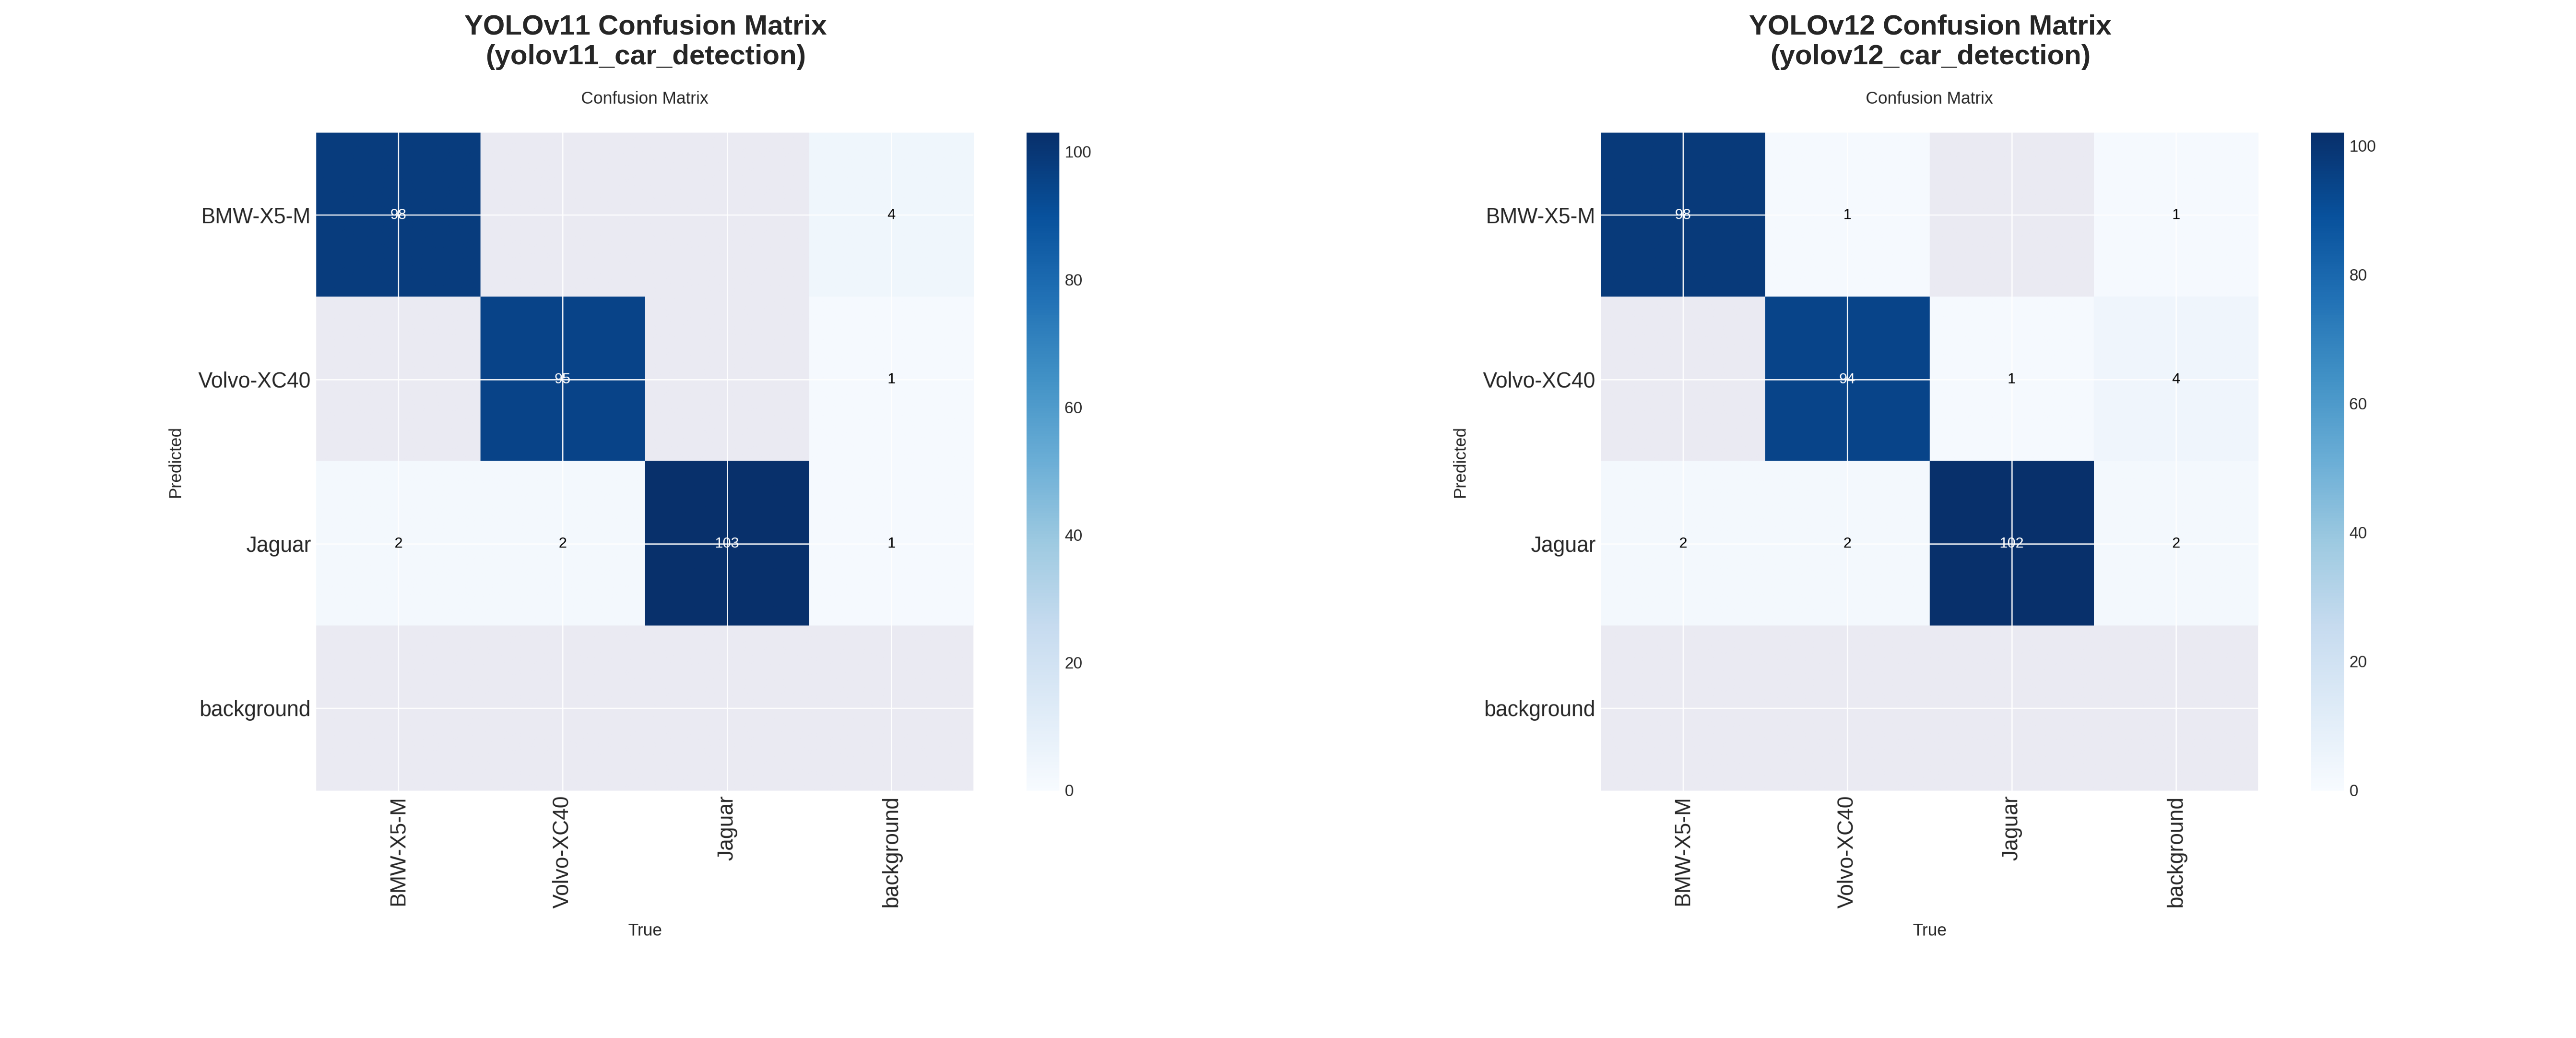 YOLOv11 Confusion Matrix
(yolov11_car_detection)
Confusion Matrix
BMW-X5-M
Volvo-XC40
Jaguar
background
Predicted
98
4
95
1
2
2
103
1
100
80
60
40
20
0
BMW-X5-M
Volvo-XC40
Jaguar
background
True
YOLOv12 Confusion Matrix
(yolov12_car_detection)
Confusion Matrix
BMW-X5-M
Volvo-XC40
Jaguar
background
Predicted
98
1
1
94
1
4
2
2
102
2
100
80
60
40
20
0
BMW-X5-M
Volvo-XC40
Jaguar
background
True